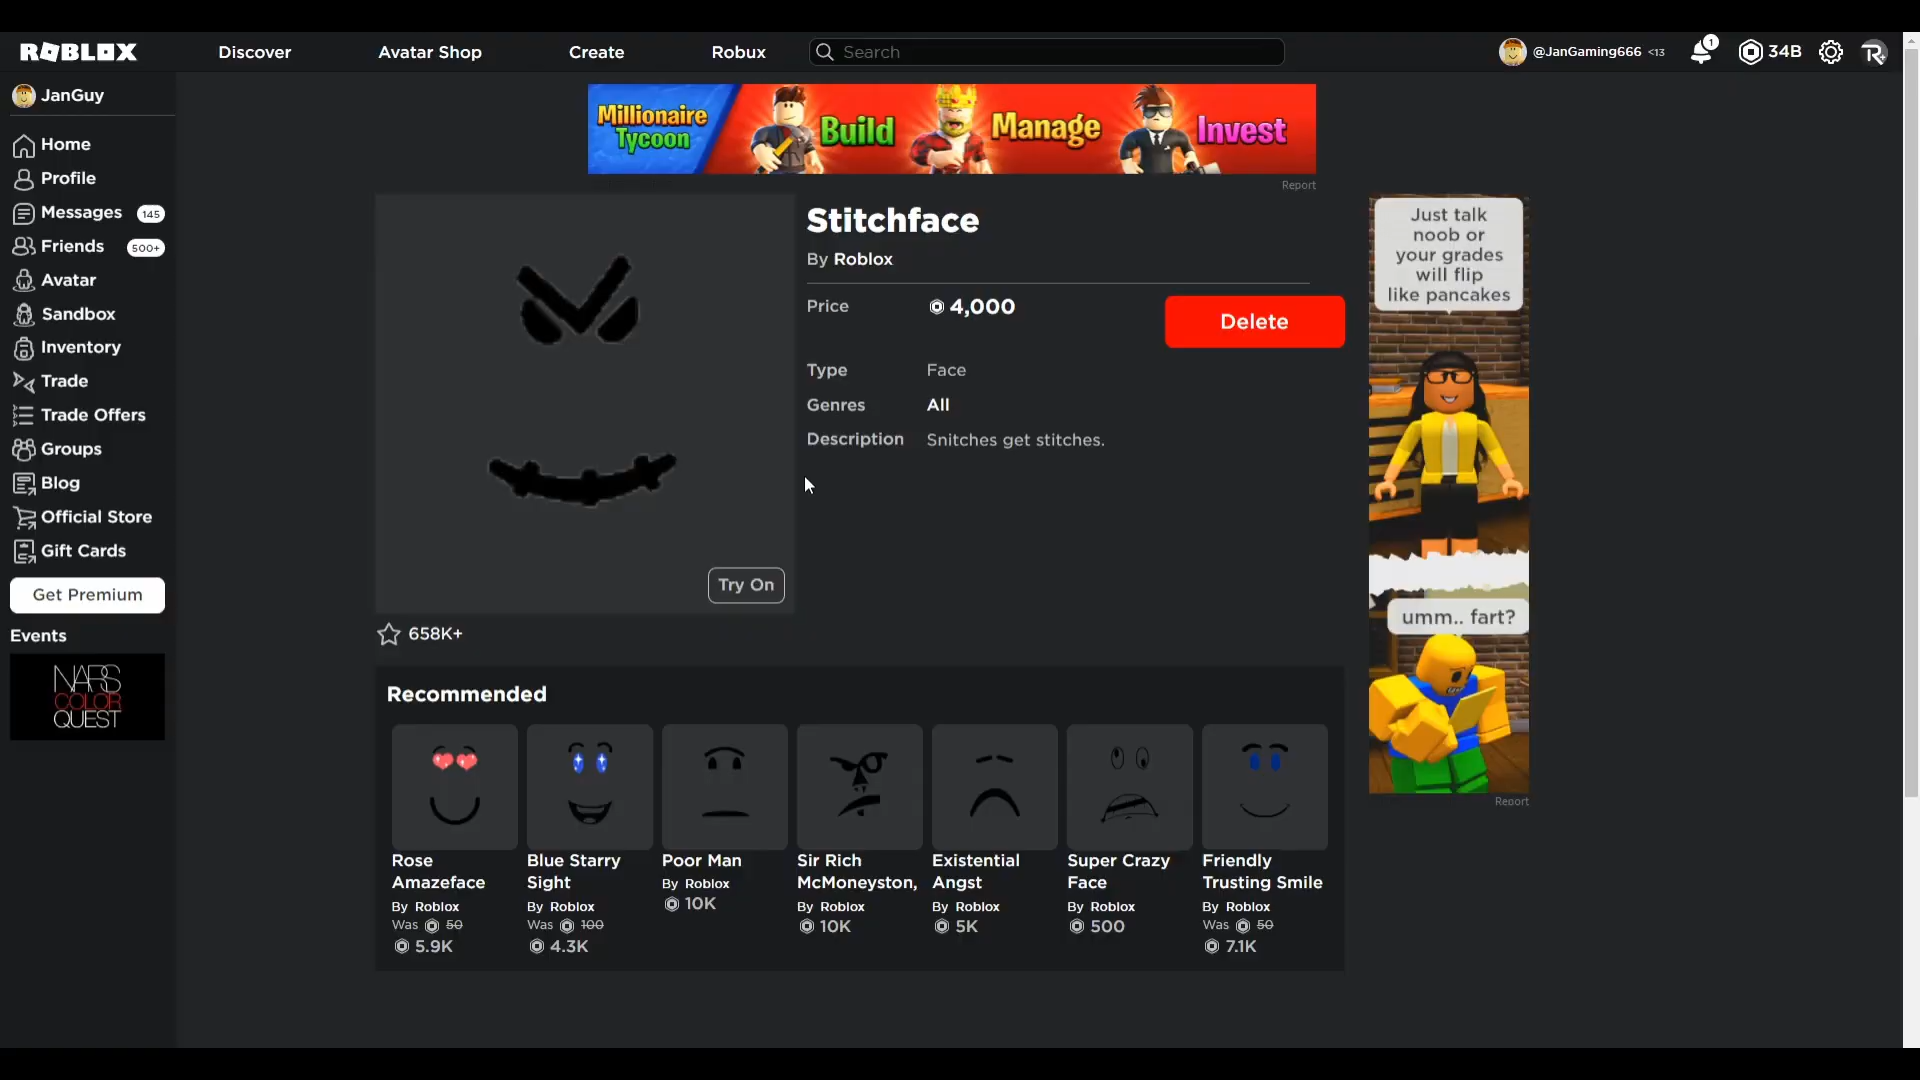 ROBLOX
Discover
Avatar Shop
Create
Robux
Search
@JanGaming666 <13
1
34B
JanGuy
Home
Profile
Messages 145
Friends 500+
Avatar
Sandbox
Inventory
Trade
Trade Offers
Groups
Blog
Official Store
Gift Cards
Get Premium
Events
NARS
COLOR
QUEST
Millionaire
Tycoon
Build
Manage
Invest
Report
Stitchface
By Roblox
Price 4,000
Delete
Type Face
Genres All
Description Snitches get stitches.
Try On
658K+
Just talk
noob or
your grades
will flip
like pancakes
umm.. fart?
Report
Recommended
Rose
Amazeface
By Roblox
Was 50
5.9K
Blue Starry
Sight
By Roblox
Was 100
4.3K
Poor Man
By Roblox
10K
Sir Rich
McMoneyston,
By Roblox
10K
Existential
Angst
By Roblox
5K
Super Crazy
Face
By Roblox
500
Friendly
Trusting Smile
By Roblox
Was 50
7.1K